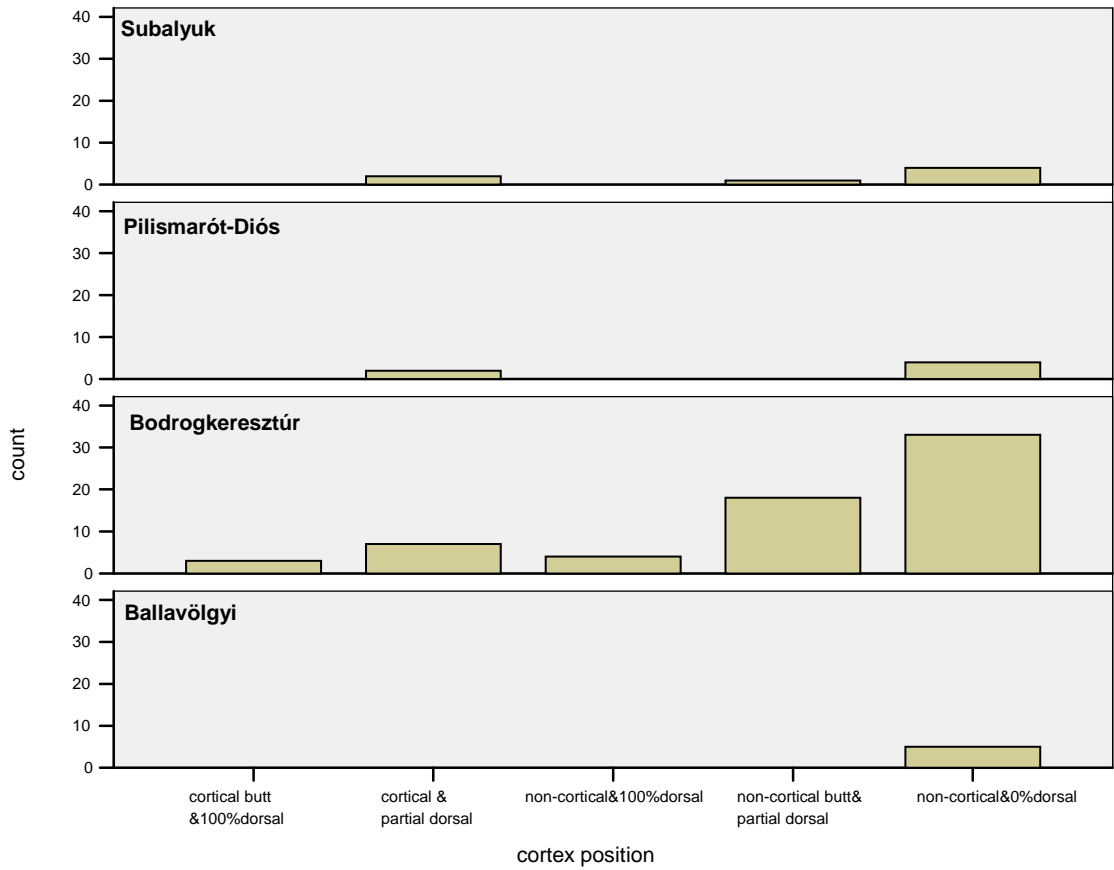 Subalyuk
40
30
20
10
0
Pilismarót-Diós
40
30
20
10
0
Bodrogkeresztúr
40
30
20
10
0
Ballavölgyi
40
30
20
10
0
count
cortical butt
&100%dorsal
cortical &
partial dorsal
non-cortical&100%dorsal
non-cortical butt&
partial dorsal
non-cortical&0%dorsal
cortex position